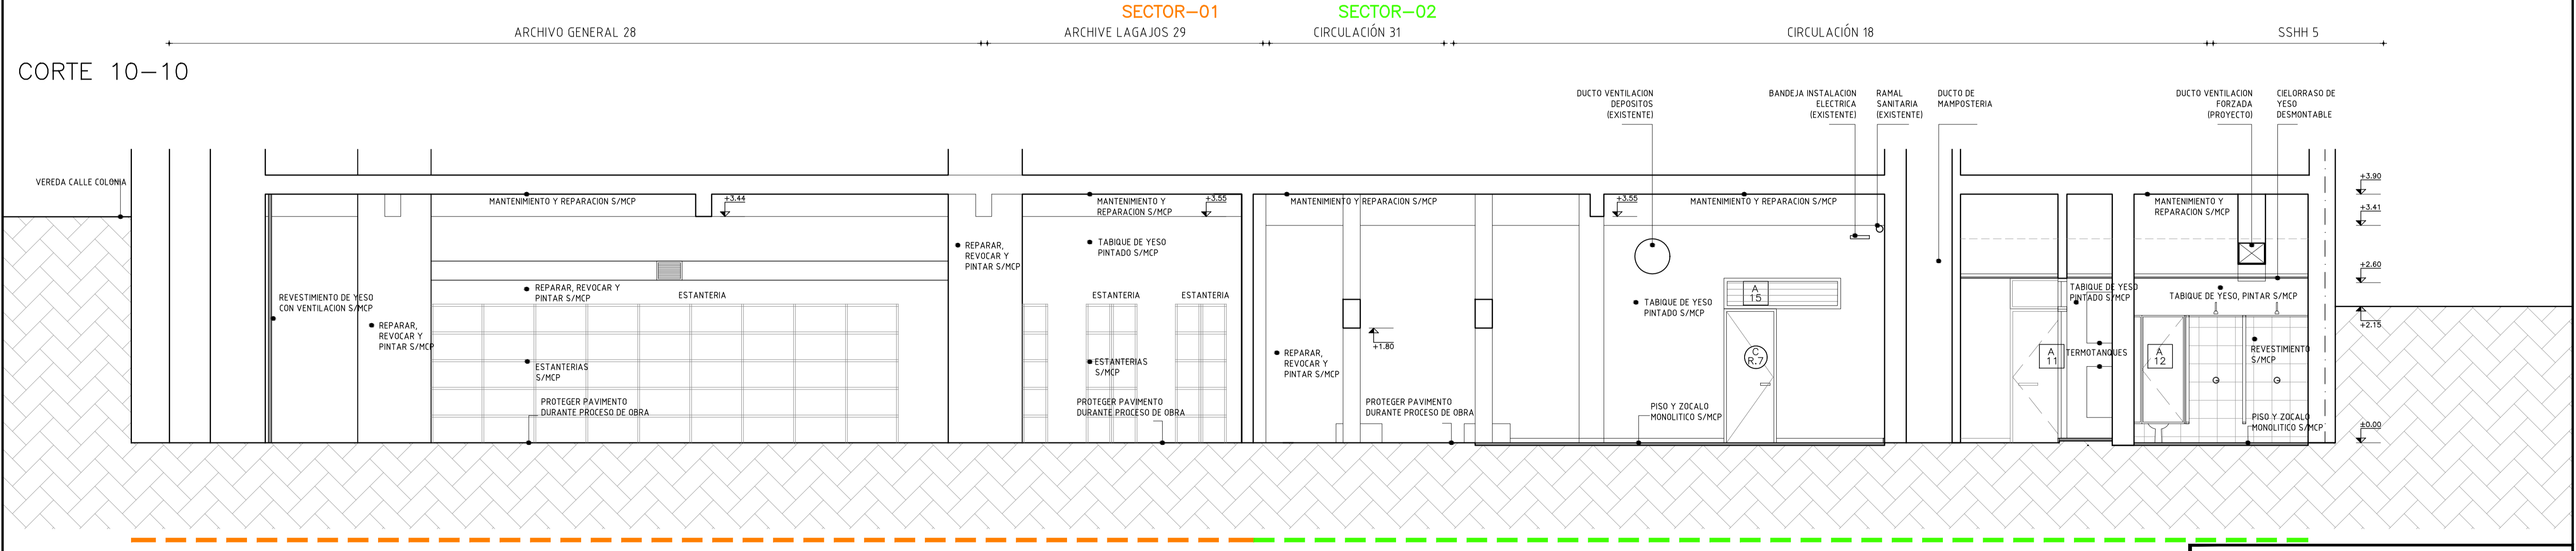 SECTOR-01
SECTOR-02
ARCHIVO GENERAL 28
ARCHIVE LAGAJOS 29
CIRCULACIÓN 31
CIRCULACIÓN 18
SSHH 5
CORTE 10-10
DUCTO VENTILACION
DEPOSITOS
(EXISTENTE)
BANDEJA INSTALACION
ELECTRICA
(EXISTENTE)
RAMAL
SANITARIA
(EXISTENTE)
DUCTO DE
MAMPOSTERIA
DUCTO VENTILACION
FORZADA
(PROYECTO)
CIELORRASO DE
YESO
DESMONTABLE
VEREDA CALLE COLONIA
MANTENIMIENTO Y REPARACION S/MCP
+3.44
MANTENIMIENTO Y
REPARACION S/MCP
+3.55
MANTENIMIENTO Y REPARACION S/MCP
+3.55
MANTENIMIENTO Y REPARACION S/MCP
MANTENIMIENTO Y
REPARACION S/MCP
+3.90
+3.41
+2.60
+2.15
±0.00
REPARAR,
REVOCAR Y
PINTAR S/MCP
TABIQUE DE YESO
PINTADO S/MCP
REVESTIMIENTO DE YESO
CON VENTILACION S/MCP
REPARAR,
REVOCAR Y
PINTAR S/MCP
REPARAR, REVOCAR Y
PINTAR S/MCP
ESTANTERIA
ESTANTERIA
ESTANTERIA
ESTANTERIAS
S/MCP
ESTANTERIAS
S/MCP
PROTEGER PAVIMENTO
DURANTE PROCESO DE OBRA
PROTEGER PAVIMENTO
DURANTE PROCESO DE OBRA
REPARAR,
REVOCAR Y
PINTAR S/MCP
+1.80
PROTEGER PAVIMENTO
DURANTE PROCESO DE OBRA
TABIQUE DE YESO
PINTADO S/MCP
A
15
C
R.7
PISO Y ZOCALO
MONOLITICO S/MCP
TABIQUE DE YESO
PINTADO S/MCP
A
11
TERMOTANQUES
A
12
TABIQUE DE YESO, PINTAR S/MCP
REVESTIMIENTO
S/MCP
PISO Y ZOCALO
MONOLITICO S/MCP